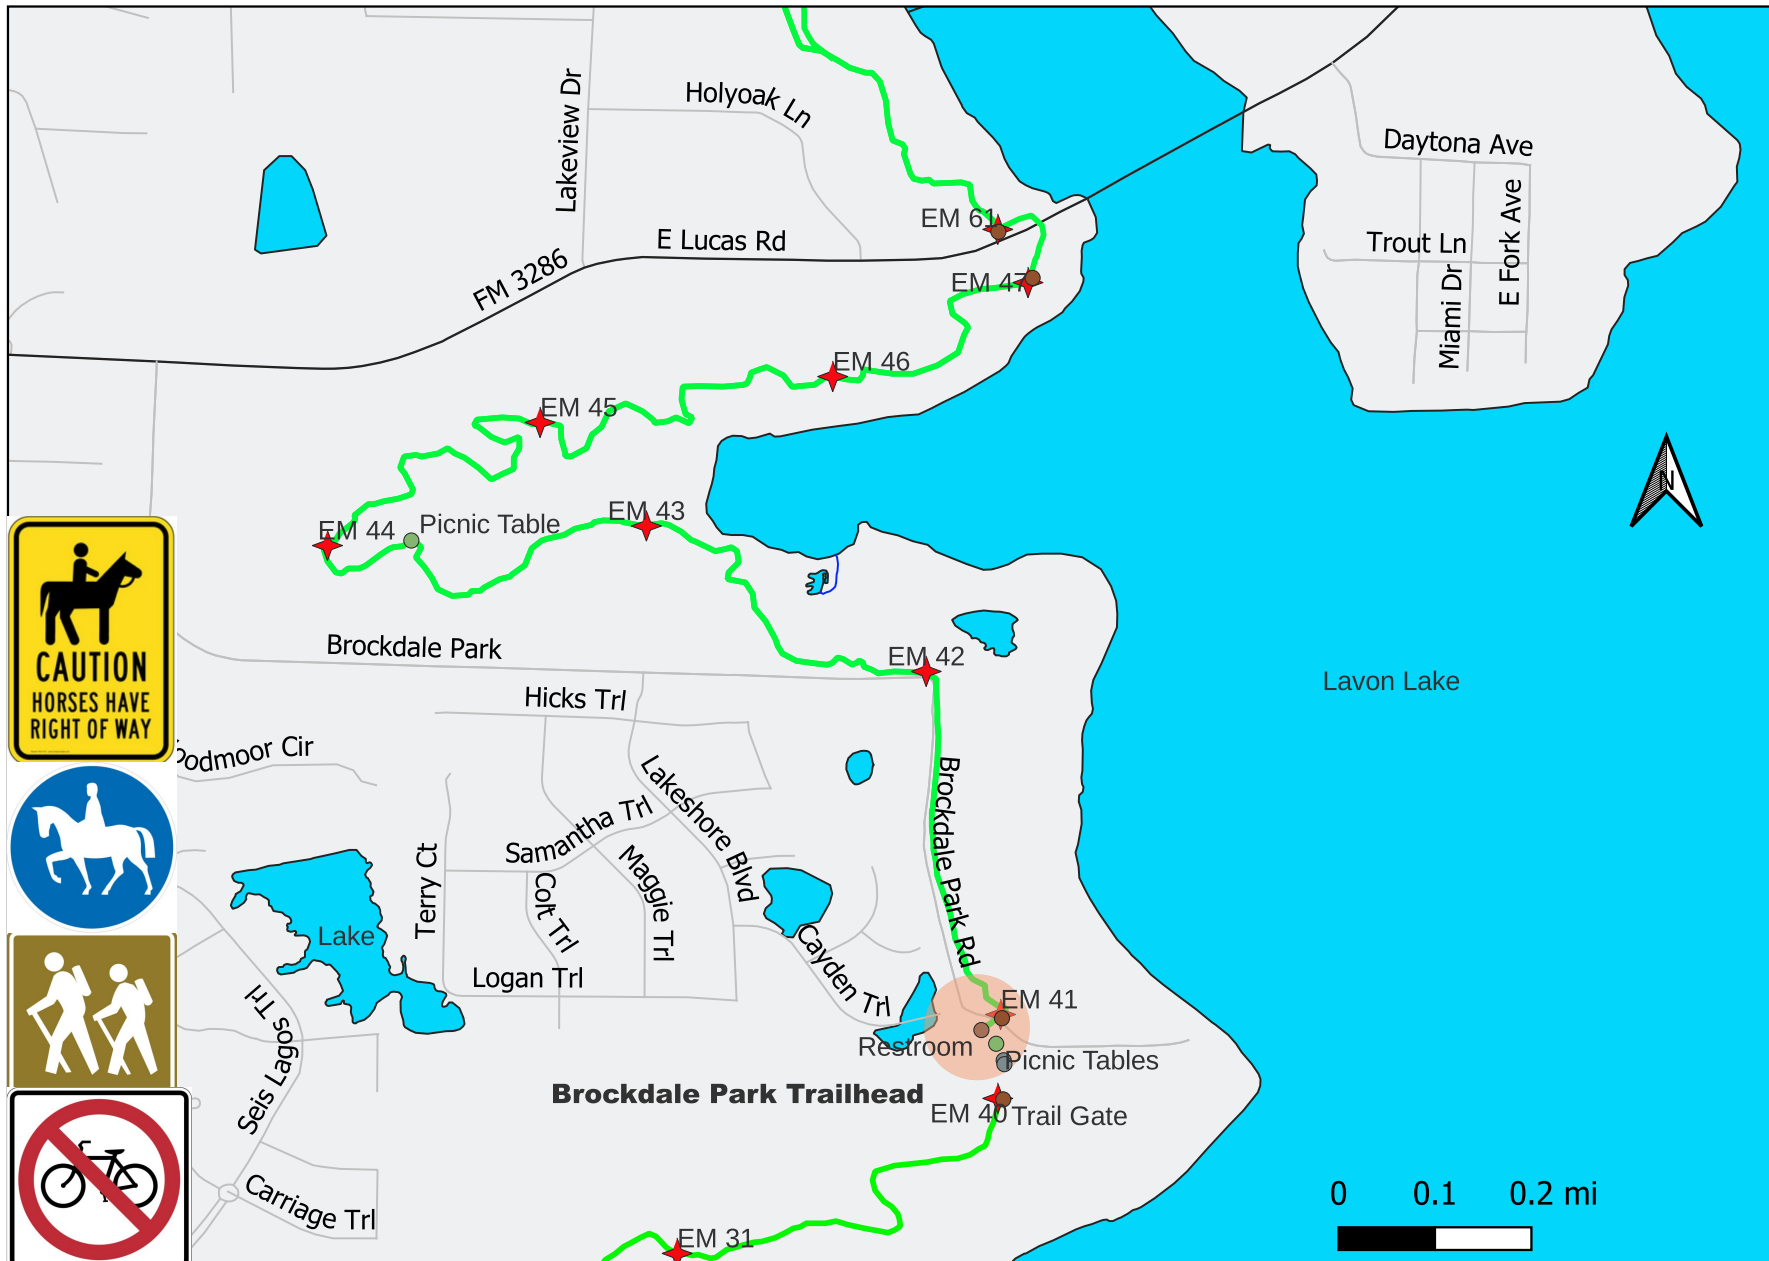 Holyoak Ln
Lakeview Dr
Daytona Ave
E Fork Ave
EM 61
E Lucas Rd
Trout Ln
FM 3286
EM 47
Miami Dr
EM 46
EM 45
N
EM 43
Picnic Table
EM 44
CAUTION
HORSES HAVE
RIGHT OF WAY
Brockdale Park
EM 42
Lavon Lake
Hicks Trl
odmoor Cir
Lakeshore Blvd
Brockdale Park Rd
Samantha Trl
Terry Ct
Colt Trl
Maggie Trl
Lake
Cayden Trl
Logan Trl
Seis Lagos Trl
EM 41
Restroom
Picnic Tables
Brockdale Park Trailhead
EM 40
Trail Gate
Carriage Trl
EM 31
0 0.1 0.2 mi